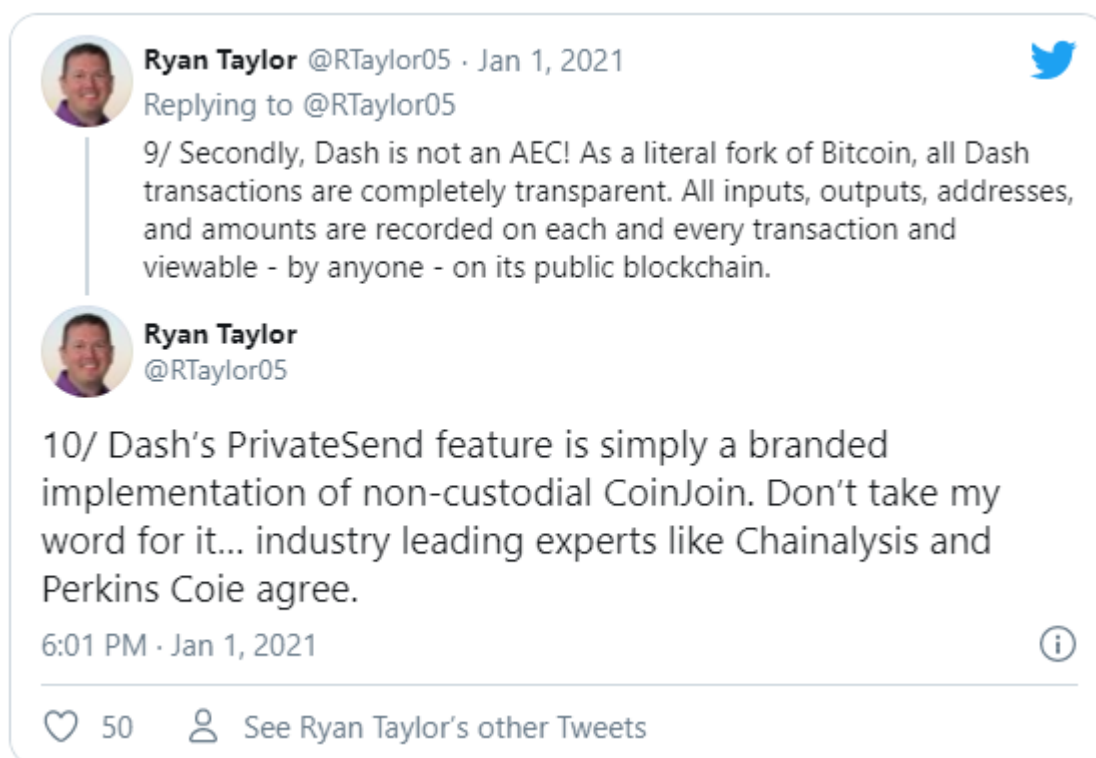 Ryan Taylor @RTaylor05 · Jan 1, 2021
Replying to @RTaylor05
9/ Secondly, Dash is not an AEC! As a literal fork of Bitcoin, all Dash
transactions are completely transparent. All inputs, outputs, addresses,
and amounts are recorded on each and every transaction and
viewable - by anyone - on its public blockchain.
Ryan Taylor
@RTaylor05
10/ Dash’s PrivateSend feature is simply a branded
implementation of non-custodial CoinJoin. Don’t take my
word for it... industry leading experts like Chainalysis and
Perkins Coie agree.
6:01 PM · Jan 1, 2021
50 See Ryan Taylor’s other Tweets